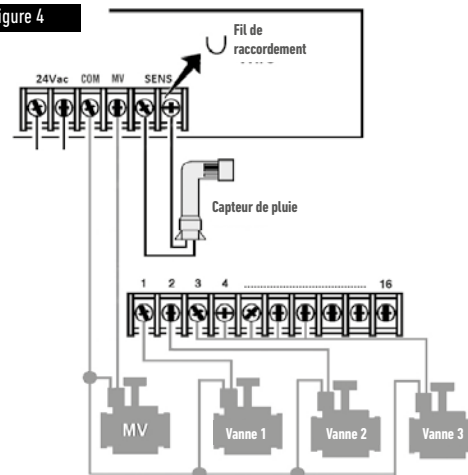 igure 4
Fil de
raccordement
24Vac COM MV SENS
Capteur de pluie
1 2 3 4 ........................ 16
MV
Vanne 1
Vanne 2
Vanne 3